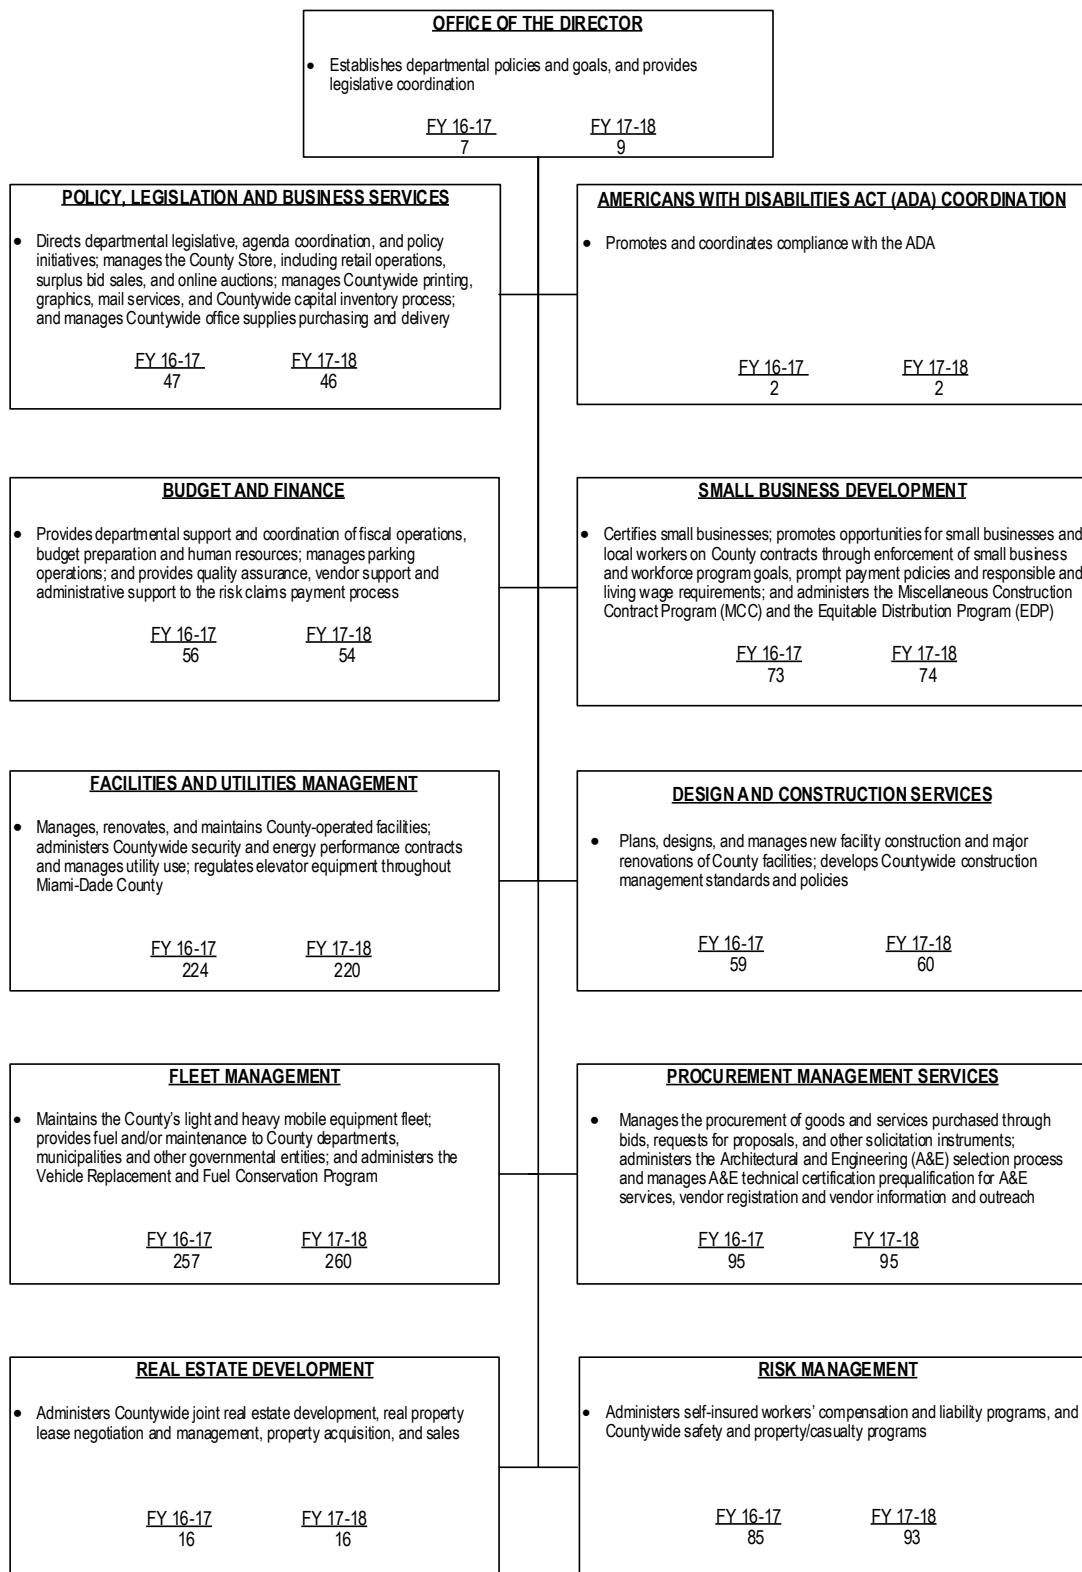 OFFICE OF THE DIRECTOR
• Establishes departmental policies and goals, and provides
legislative coordination
FY 16-17 FY 17-18
7 9
POLICY, LEGISLATION AND BUSINESS SERVICES
• Directs departmental legislative, agenda coordination, and policy
initiatives; manages the County Store, including retail operations,
surplus bid sales, and online auctions; manages Countywide printing,
graphics, mail services, and Countywide capital inventory process;
and manages Countywide office supplies purchasing and delivery
FY 16-17 FY 17-18
47 46
AMERICANS WITH DISABILITIES ACT (ADA) COORDINATION
• Promotes and coordinates compliance with the ADA
FY 16-17 FY 17-18
2 2
BUDGET AND FINANCE
• Provides departmental support and coordination of fiscal operations,
budget preparation and human resources; manages parking
operations; and provides quality assurance, vendor support and
administrative support to the risk claims payment process
FY 16-17 FY 17-18
56 54
SMALL BUSINESS DEVELOPMENT
• Certifies small businesses; promotes opportunities for small businesses and
local workers on County contracts through enforcement of small business
and workforce program goals, prompt payment policies and responsible and
living wage requirements; and administers the Miscellaneous Construction
Contract Program (MCC) and the Equitable Distribution Program (EDP)
FY 16-17 FY 17-18
73 74
FACILITIES AND UTILITIES MANAGEMENT
• Manages, renovates, and maintains County-operated facilities;
administers Countywide security and energy performance contracts
and manages utility use; regulates elevator equipment throughout
Miami-Dade County
FY 16-17 FY 17-18
224 220
DESIGN AND CONSTRUCTION SERVICES
• Plans, designs, and manages new facility construction and major
renovations of County facilities; develops Countywide construction
management standards and policies
FY 16-17 FY 17-18
59 60
FLEET MANAGEMENT
• Maintains the County's light and heavy mobile equipment fleet;
provides fuel and/or maintenance to County departments,
municipalities and other governmental entities; and administers the
Vehicle Replacement and Fuel Conservation Program
FY 16-17 FY 17-18
257 260
PROCUREMENT MANAGEMENT SERVICES
• Manages the procurement of goods and services purchased through
bids, requests for proposals, and other solicitation instruments;
administers the Architectural and Engineering (A&E) selection process
and manages A&E technical certification prequalification for A&E
services, vendor registration and vendor information and outreach
FY 16-17 FY 17-18
95 95
REAL ESTATE DEVELOPMENT
• Administers Countywide joint real estate development, real property
lease negotiation and management, property acquisition, and sales
FY 16-17 FY 17-18
16 16
RISK MANAGEMENT
• Administers self-insured workers' compensation and liability programs, and
Countywide safety and property/casualty programs
FY 16-17 FY 17-18
85 93